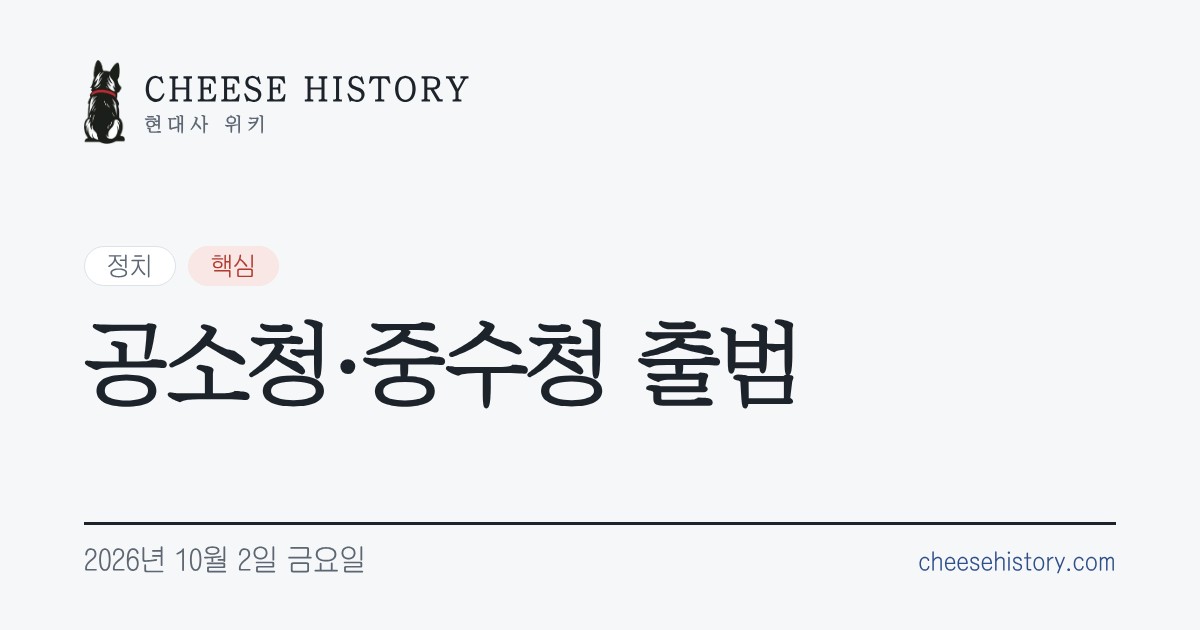 CHEESE HISTORY
현대사 위키
정치 핵심
공소청·중수청 출범
2026년 10월 2일 금요일
cheesehistory.com